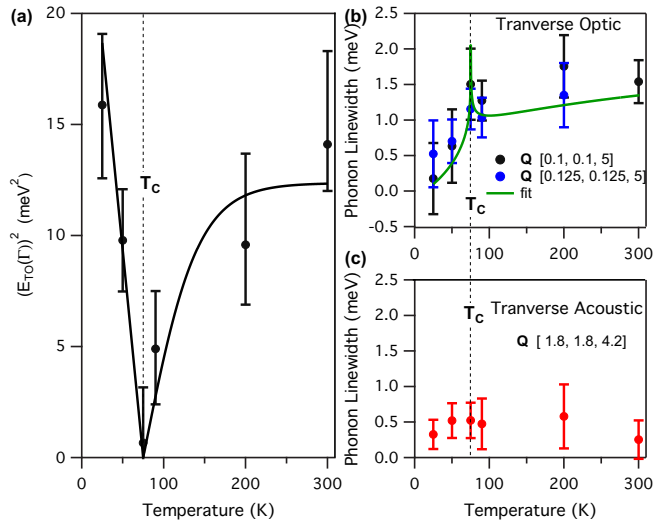 (a)
20
15
10
5
0
(E_TO(Γ))² (meV²)
T_C
0
100
200
300
Temperature (K)
(b)
Phonon Linewidth (meV)
2.5
2.0
1.5
1.0
0.5
0.0
-0.5
Tranverse Optic
Q [0.1, 0.1, 5]
Q [0.125, 0.125, 5]
fit
T_C
0
100
200
300
(c)
Phonon Linewidth (meV)
2.5
2.0
1.5
1.0
0.5
0.0
Tranverse Acoustic
T_C
Q [ 1.8, 1.8, 4.2]
0
100
200
300
Temperature (K)